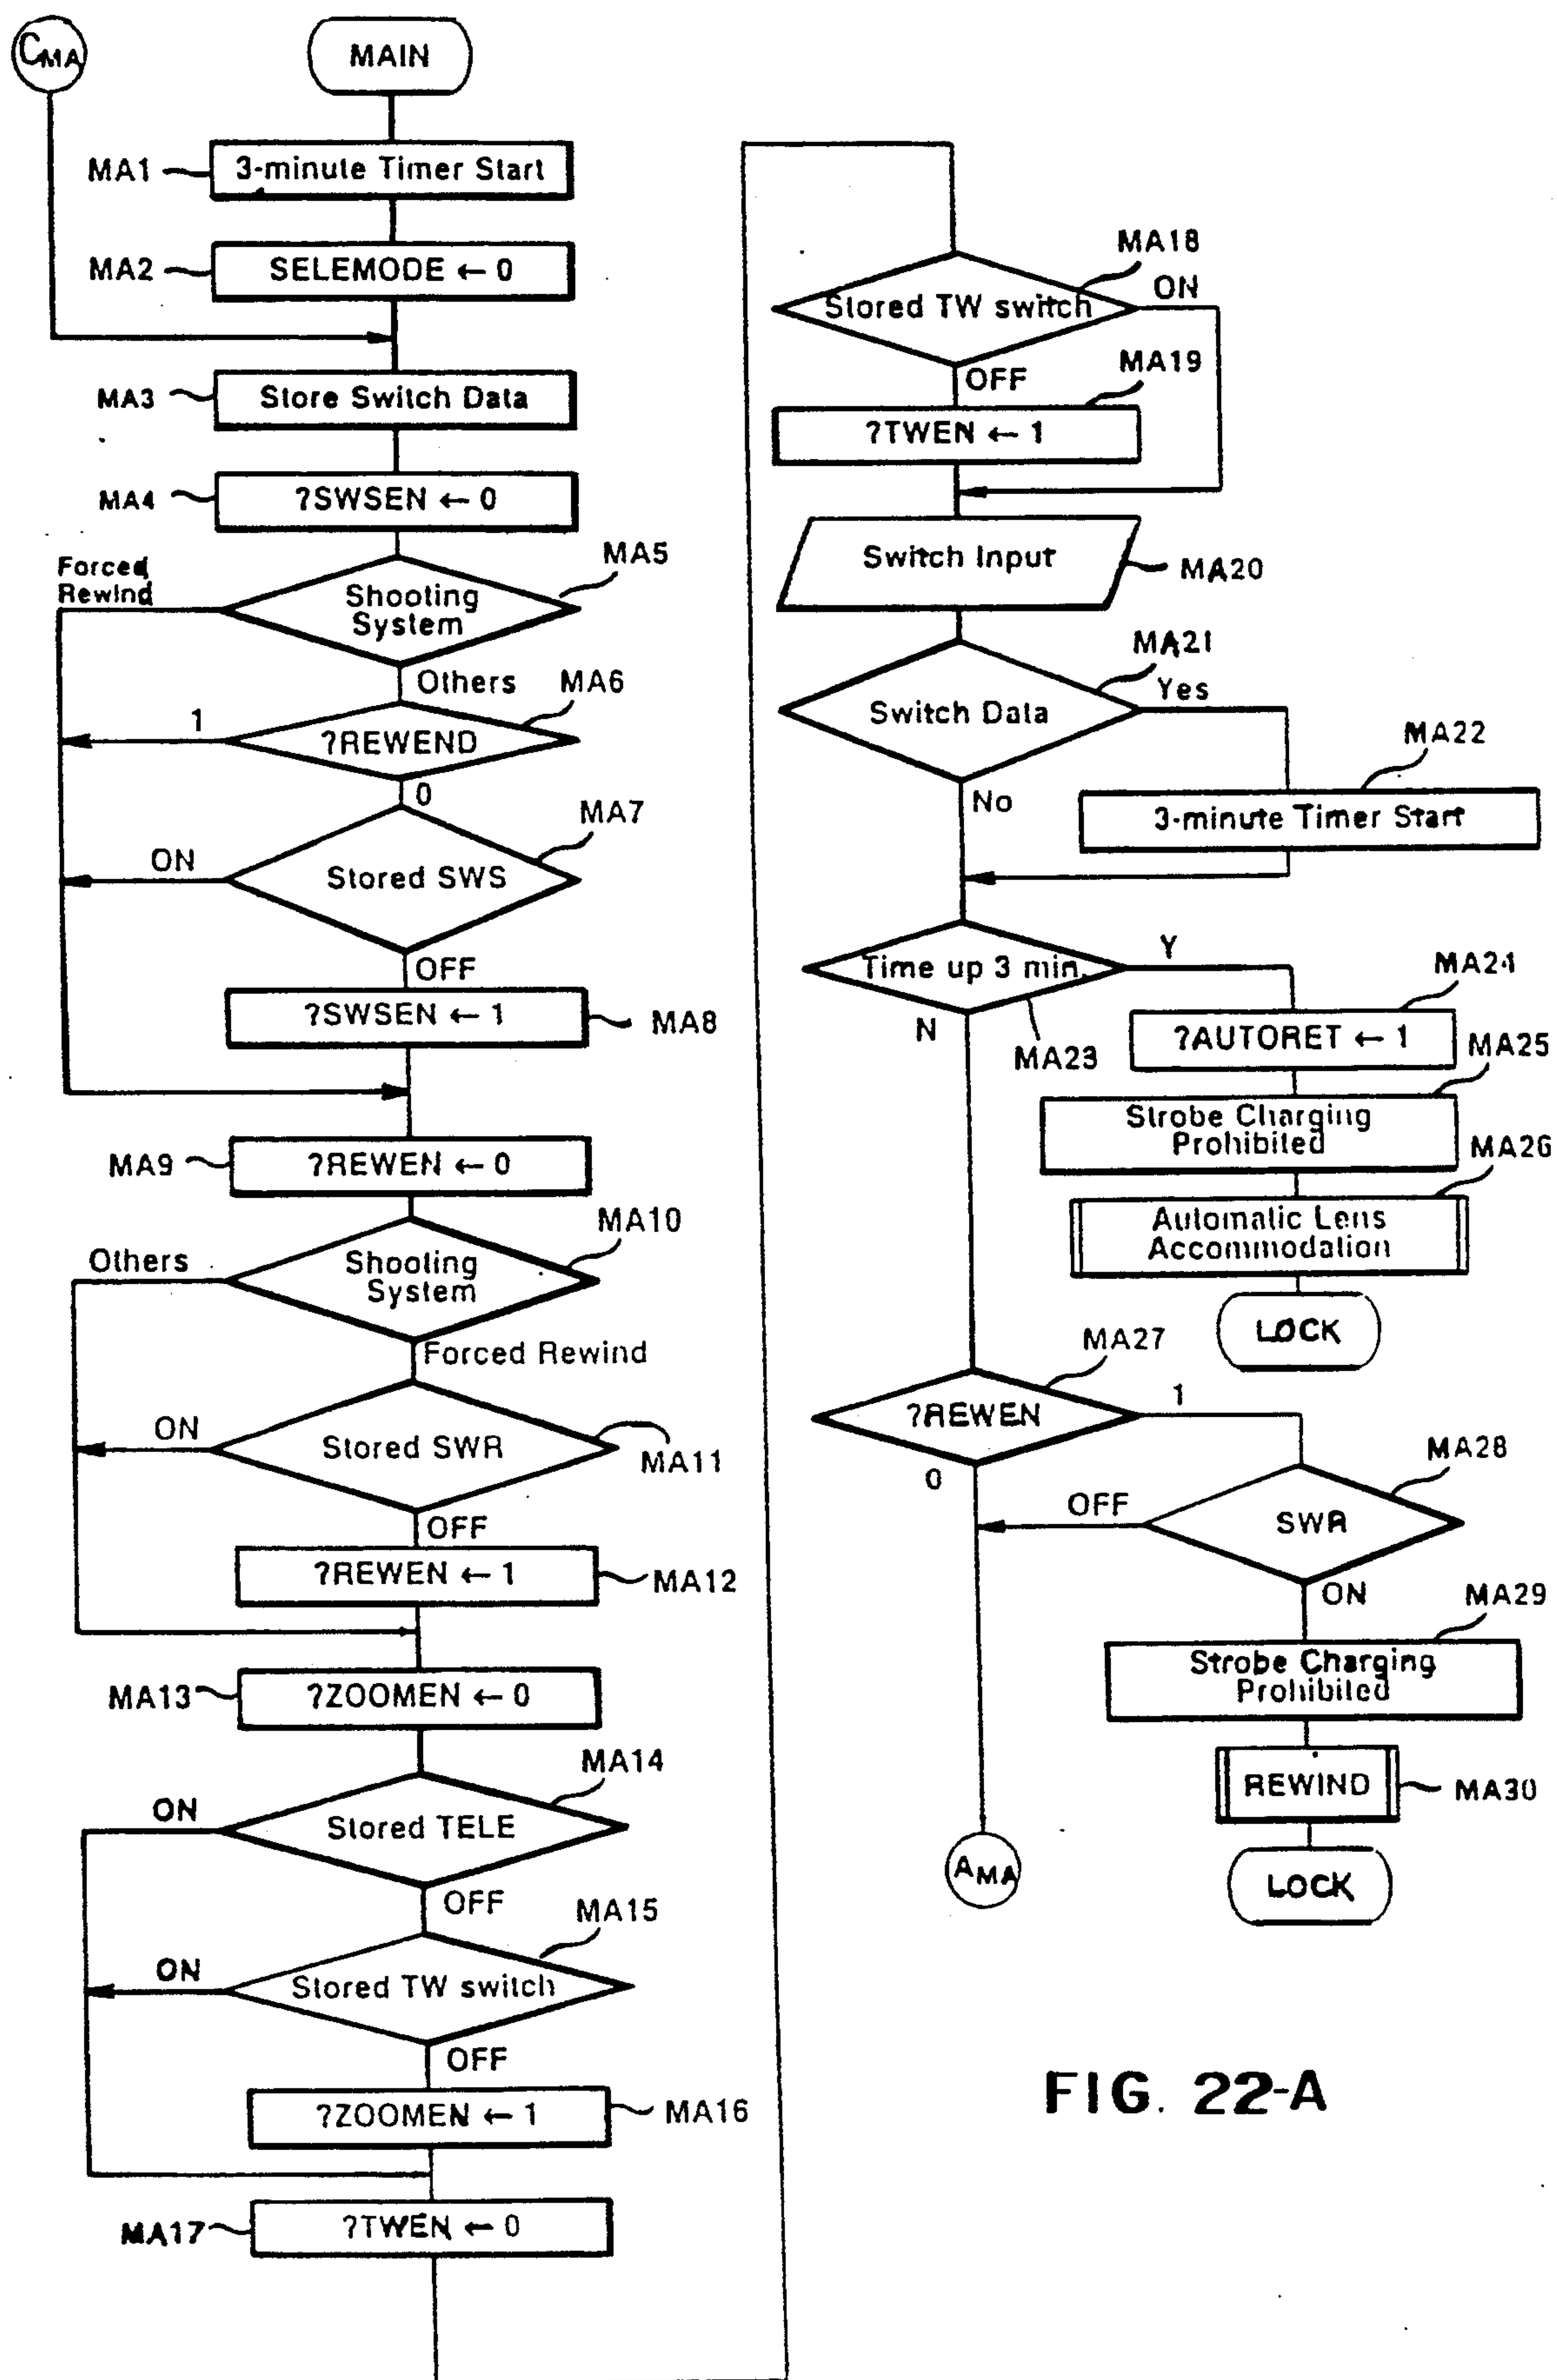 CMA
MAIN
MA1
3-minute Timer Start
MA2
SELEMODE ← 0
MA3
Store Switch Data
MA4
?SWSEN ← 0
MA5
Forced
Rewind
Shooting
System
Others
MA6
1
?REWEND
0
MA7
ON
Stored SWS
OFF
?SWSEN ← 1
MA8
MA9
?REWEN ← 0
MA10
Others
Shooting
System
Forced Rewind
ON
Stored SWR
MA11
OFF
?REWEN ← 1
MA12
MA13
?ZOOMEN ← 0
MA14
ON
Stored TELE
OFF
MA15
ON
Stored TW switch
OFF
?ZOOMEN ← 1
MA16
MA17
?TWEN ← 0
MA18
Stored TW switch
ON
MA19
OFF
?TWEN ← 1
Switch Input
MA20
MA21
Switch Data
Yes
MA22
No
3-minute Timer Start
Time up 3 min.
Y
MA24
N
MA23
?AUTORET ← 1
MA25
Strobe Charging
Prohibited
MA26
Automatic Lens
Accommodation
LOCK
MA27
?REWEN
1
0
MA28
OFF
SWR
ON
MA29
Strobe Charging
Prohibited
REWIND
MA30
AMA
LOCK
FIG. 22-A